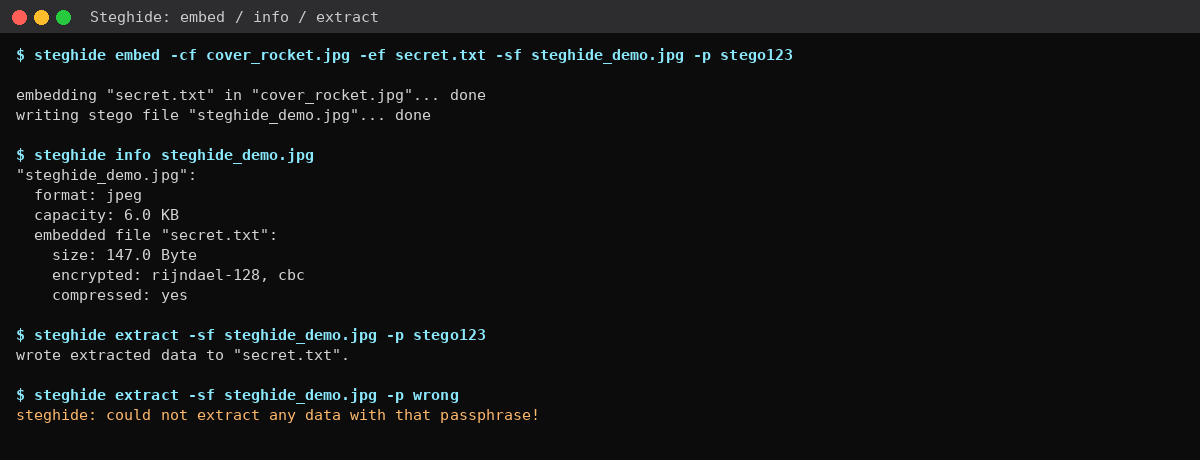 Steghide: embed / info / extract
$ steghide embed -cf cover_rocket.jpg -ef secret.txt -sf steghide_demo.jpg -p stego123
embedding "secret.txt" in "cover_rocket.jpg"... done
writing stego file "steghide_demo.jpg"... done
$ steghide info steghide_demo.jpg
"steghide_demo.jpg":
format: jpeg
capacity: 6.0 KB
embedded file "secret.txt":
size: 147.0 Byte
encrypted: rijndael-128, cbc
compressed: yes
$ steghide extract -sf steghide_demo.jpg -p stego123
wrote extracted data to "secret.txt".
$ steghide extract -sf steghide_demo.jpg -p wrong
steghide: could not extract any data with that passphrase!